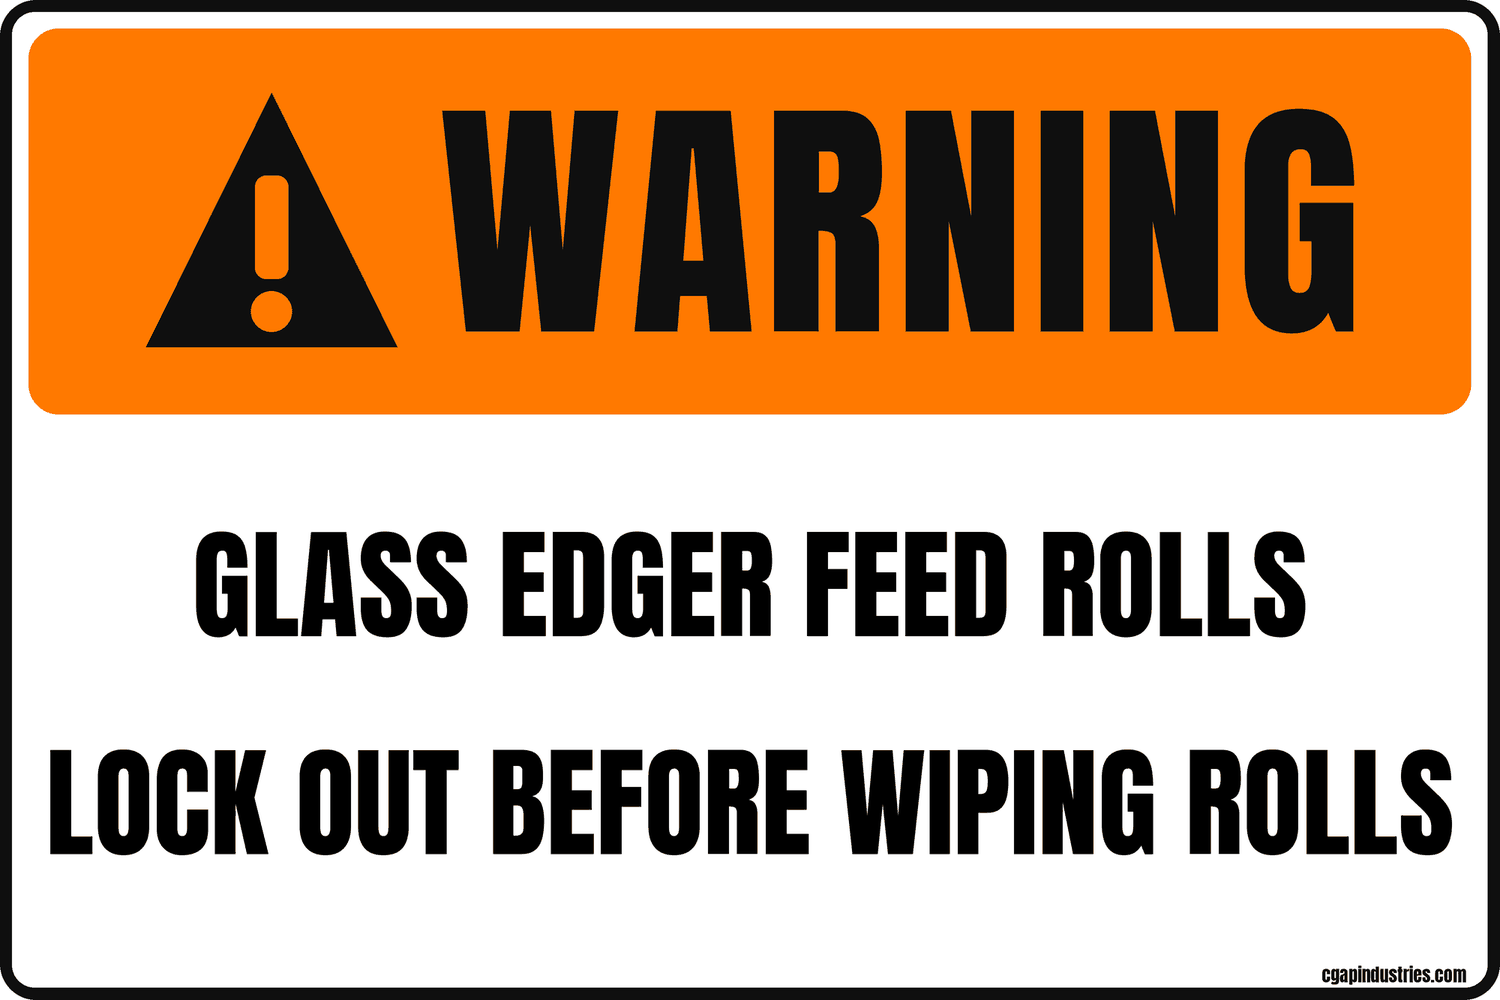 WARNING
GLASS EDGER FEED ROLLS
LOCK OUT BEFORE WIPING ROLLS
cgapindustries.com